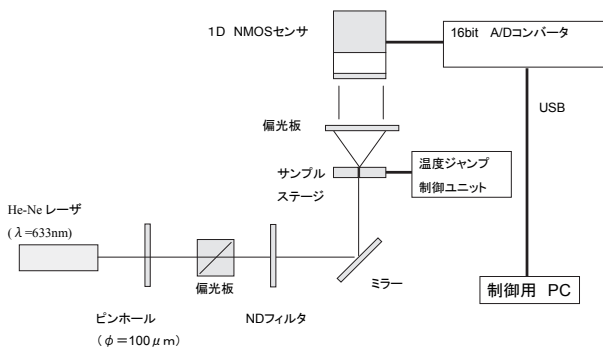 1D NMOSセンサ
16bit A/Dコンバータ
USB
偏光板
サンプル
ステージ
温度ジャンプ
制御ユニット
He-Ne レーザ
(λ=633nm)
偏光板
ミラー
制御用 PC
ピンホール
(φ=100μm)
NDフィルタ